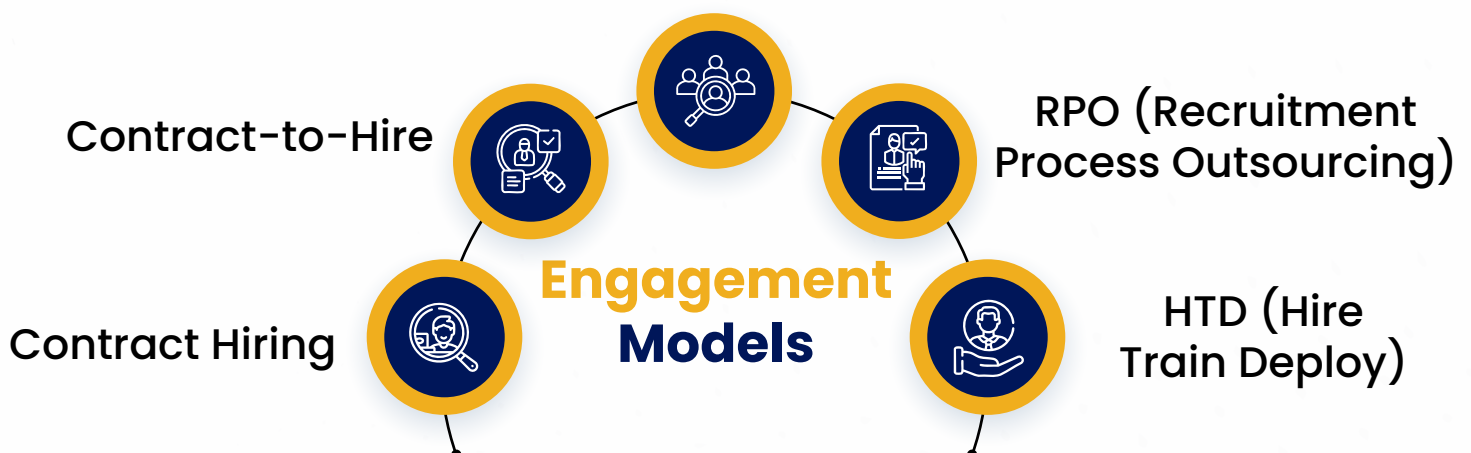 Contract-to-Hire
RPO (Recruitment
Process Outsourcing)
Engagement
Models
Contract Hiring
HTD (Hire
Train Deploy)